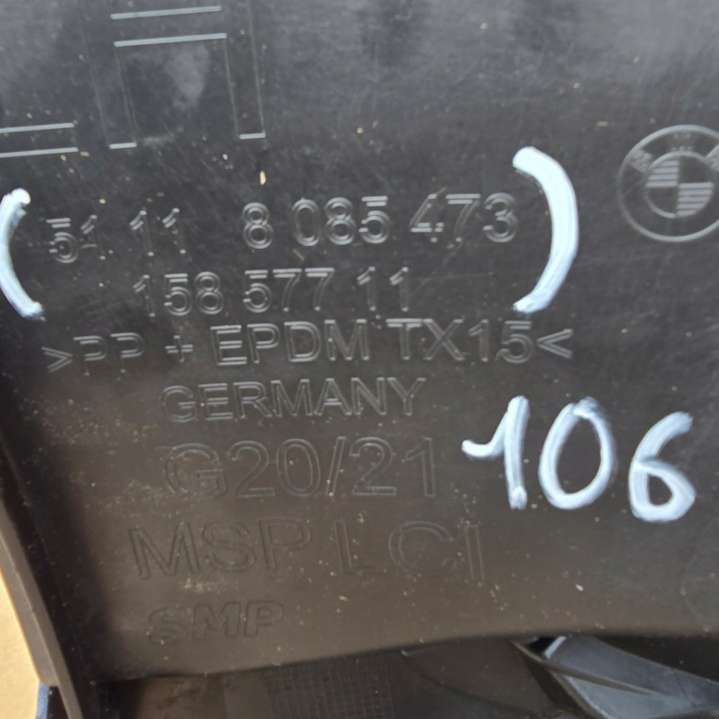 51 11 8 085 473
158 577 11
>PP + EPDM TX15<
GERMANY
G20/21 106
MSP LCI
SMP